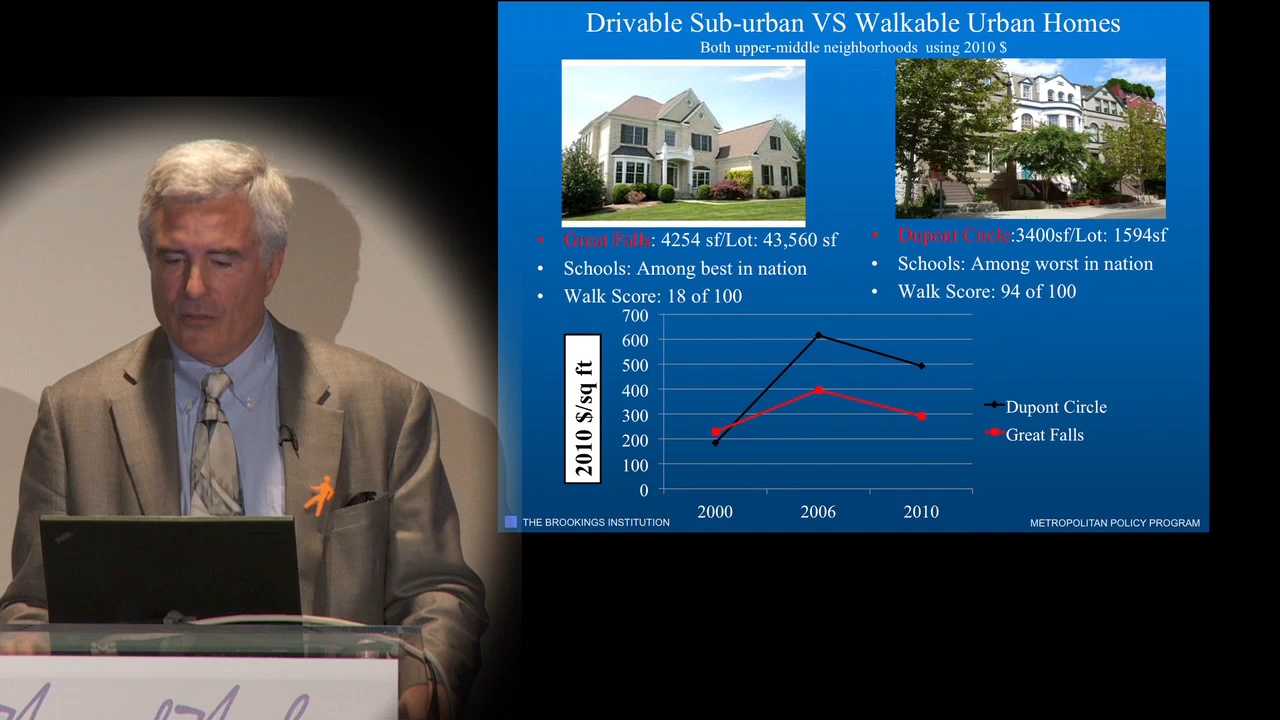 Drivable Sub-urban VS Walkable Urban Homes
Both upper-middle neighborhoods using 2010 $
• Great Falls: 4254 sf/Lot: 43,560 sf
• Schools: Among best in nation
• Walk Score: 18 of 100
• Dupont Circle:3400sf/Lot: 1594sf
• Schools: Among worst in nation
• Walk Score: 94 of 100
2010 $/sq ft
700
600
500
400
300
200
100
0
2000 2006 2010
Dupont Circle
Great Falls
THE BROOKINGS INSTITUTION
METROPOLITAN POLICY PROGRAM